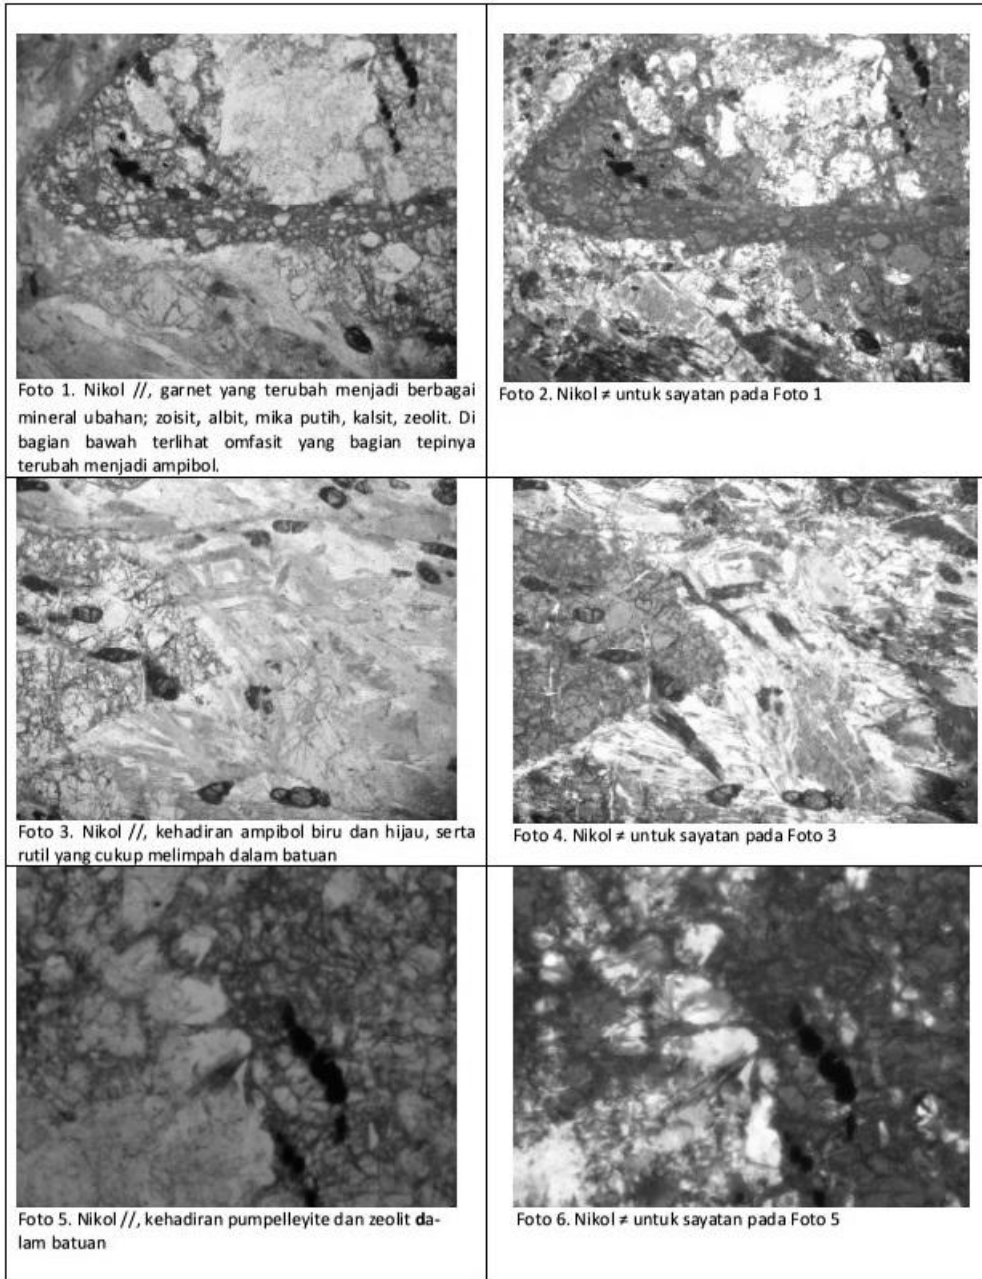 Foto 1. Nikol //, garnet yang terubah menjadi berbagai
mineral ubahan; zoisit, albit, mika putih, kalsit, zeolit. Di
bagian bawah terlihat omfasit yang bagian tepinya
terubah menjadi ampibol.
Foto 2. Nikol ≠ untuk sayatan pada Foto 1
Foto 3. Nikol //, kehadiran ampibol biru dan hijau, serta
rutil yang cukup melimpah dalam batuan
Foto 4. Nikol ≠ untuk sayatan pada Foto 3
Foto 5. Nikol //, kehadiran pumpelleyite dan zeolit da-
lam batuan
Foto 6. Nikol ≠ untuk sayatan pada Foto 5